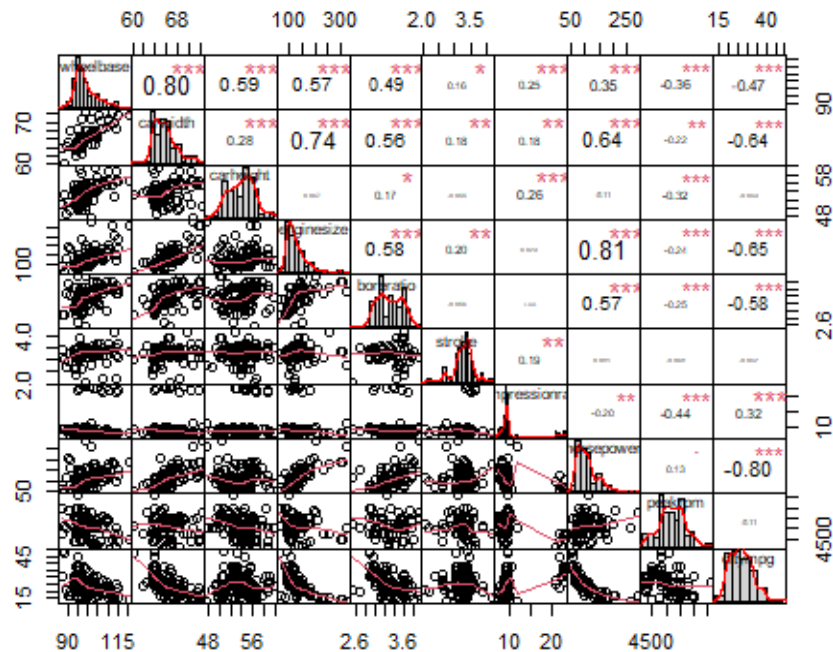 60 68 100 300 2.0 3.5 50 250 15 40
wheelbase 0.80 *** 0.59 *** 0.57 *** 0.49 *** 0.16 * 0.25 *** 0.35 *** -0.36 *** -0.47 ***
90
70 60
carwidth 0.28 *** 0.74 *** 0.56 *** 0.18 ** 0.18 ** 0.64 *** -0.22 ** -0.64 ***
carheight 0.17 * 0.26 *** -0.11 -0.32 ***
58 48
100
enginesize 0.58 *** 0.20 ** 0.81 *** -0.24 *** -0.65 ***
boreratio 0.57 *** -0.25 *** -0.58 ***
2.6
4.0 2.0
stroke 0.19 **
mpressionra -0.20 ** -0.44 *** 0.32 ***
10
50
horsepower 0.13 . -0.80 ***
peakrpm -0.11
4500
45 15
citympg
90 115 48 56 2.6 3.6 10 20 4500